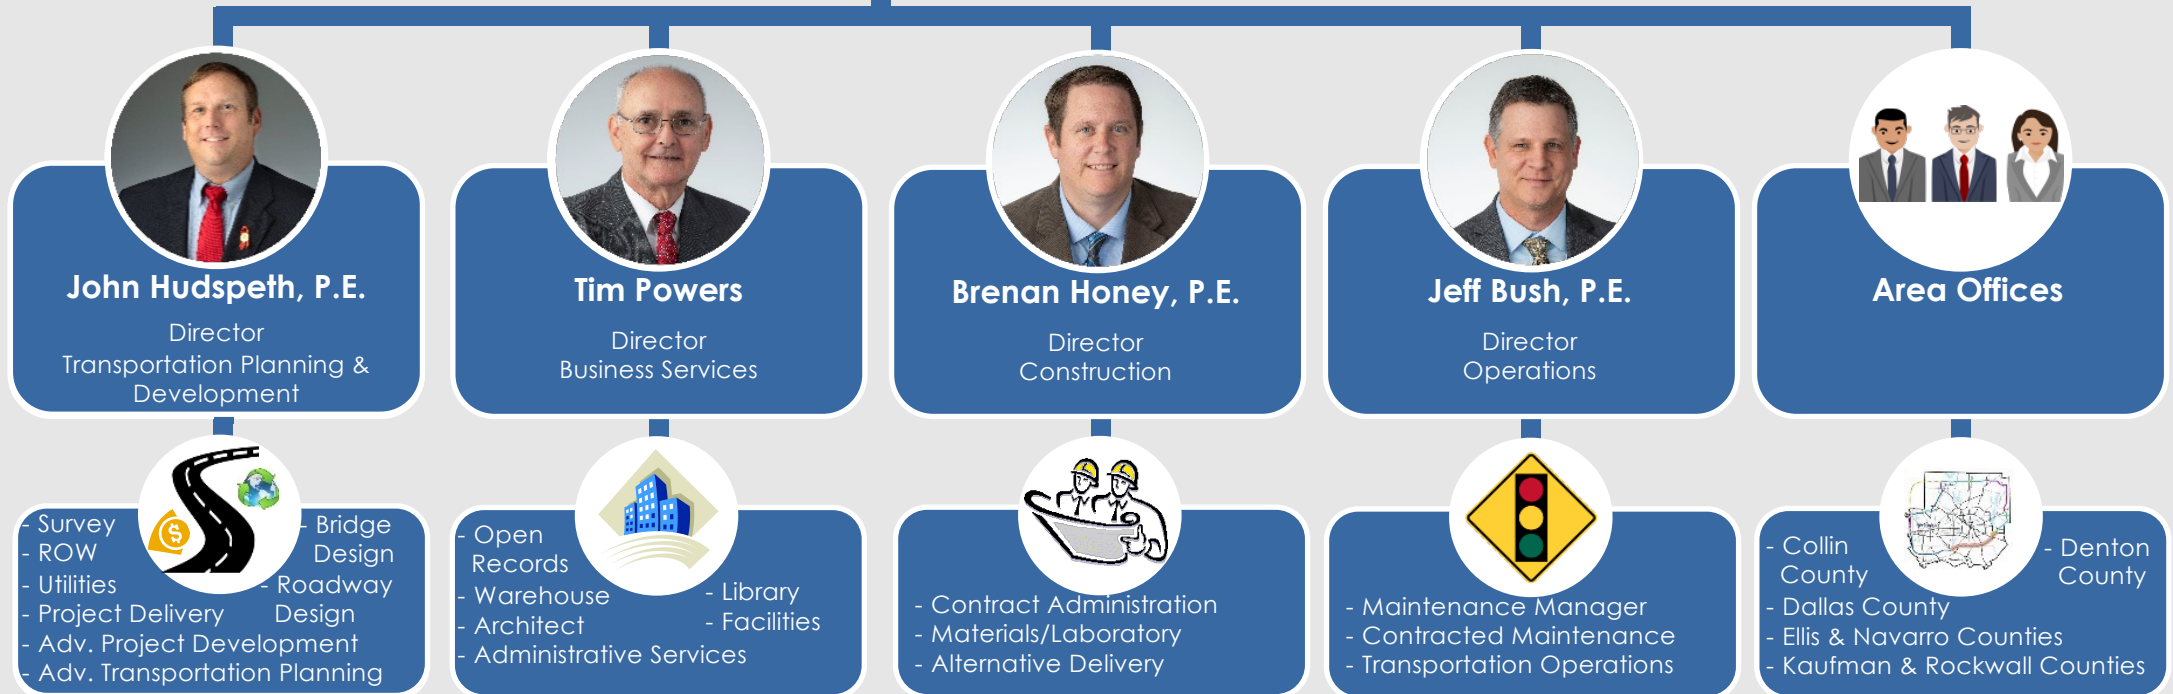 John Hudspeth, P.E.
Director
Transportation Planning &
Development
Tim Powers
Director
Business Services
Brenan Honey, P.E.
Director
Construction
Jeff Bush, P.E.
Director
Operations
Area Offices
- Survey
- ROW
- Utilities
- Project Delivery
- Adv. Project Development
- Adv. Transportation Planning
- Bridge
Design
- Roadway
Design
- Open
Records
- Warehouse
- Architect
- Administrative Services
- Library
- Facilities
- Contract Administration
- Materials/Laboratory
- Alternative Delivery
- Maintenance Manager
- Contracted Maintenance
- Transportation Operations
- Collin
County
- Dallas County
- Ellis & Navarro Counties
- Kaufman & Rockwall Counties
- Denton
County